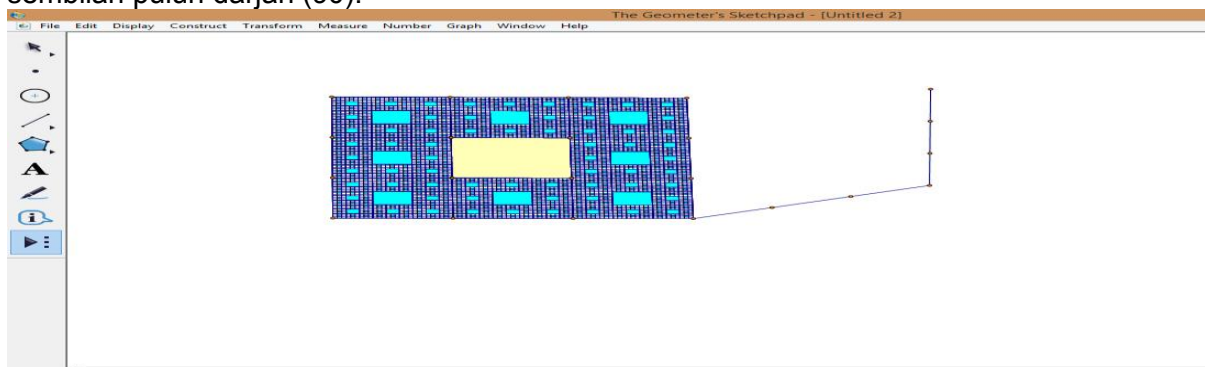 sembilan puluh darjah (90).
The Geometer's Sketchpad - [Untitled 2]
File Edit Display Construct Transform Measure Number Graph Window Help
A
i